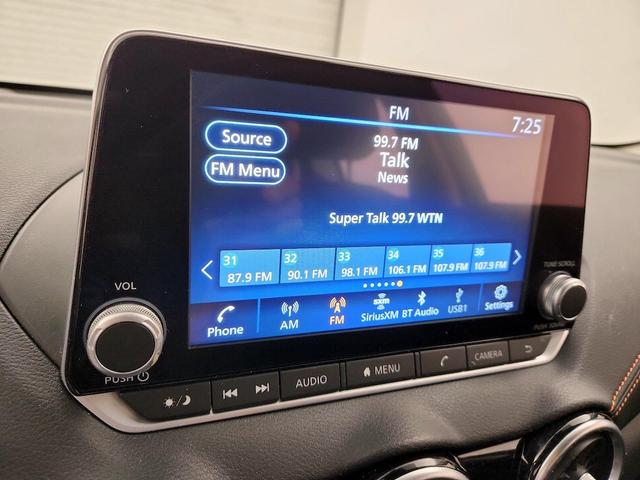 FM
7:25
Source
FM Menu
99.7 FM
Talk
News
Super Talk 99.7 WTN
31 32 33 34 35 36
87.9 FM 90.1 FM 98.1 FM 106.1 FM 107.9 FM 107.9 FM
Phone AM FM sxm SiriusXM BT Audio USB1 Settings
VOL
PUSH
TUNE SCROLL
PUSH SOUND
AUDIO MENU CAMERA